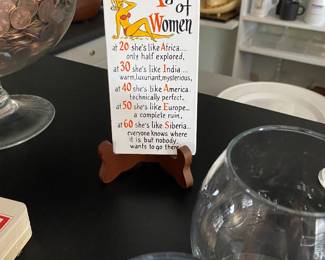 of
Women
at 20 she's like Africa...
only half explored,
at 30 she's like India...
warm, luxuriant, mysterious,
at 40 she's like America...
technically perfect,
at 50 she's like Europe...
a complete ruin,
at 60 she's like Siberia...
everyone knows where
it is but nobody
wants to go there